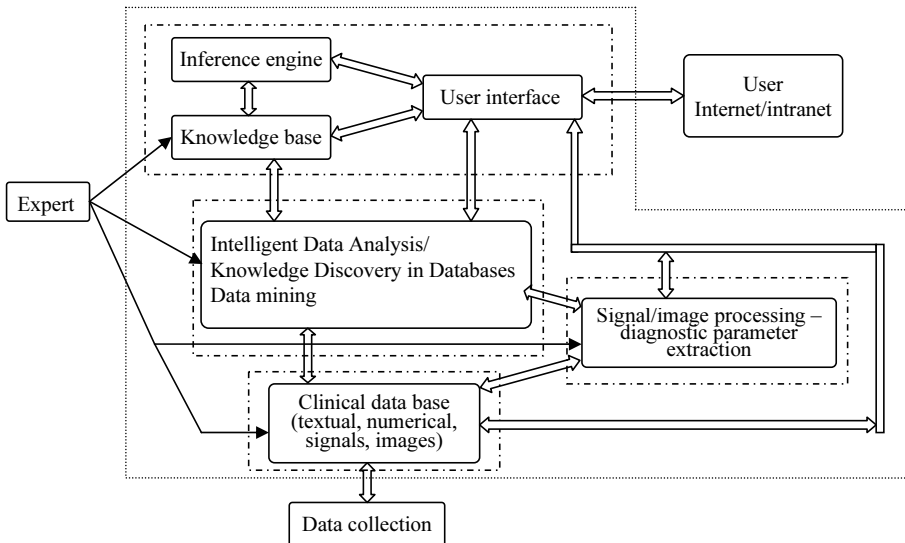 Inference engine
User interface
User
Internet/intranet
Knowledge base
Expert
Intelligent Data Analysis/
Knowledge Discovery in Databases
Data mining
Signal/image processing –
diagnostic parameter
extraction
Clinical data base
(textual, numerical,
signals, images)
Data collection